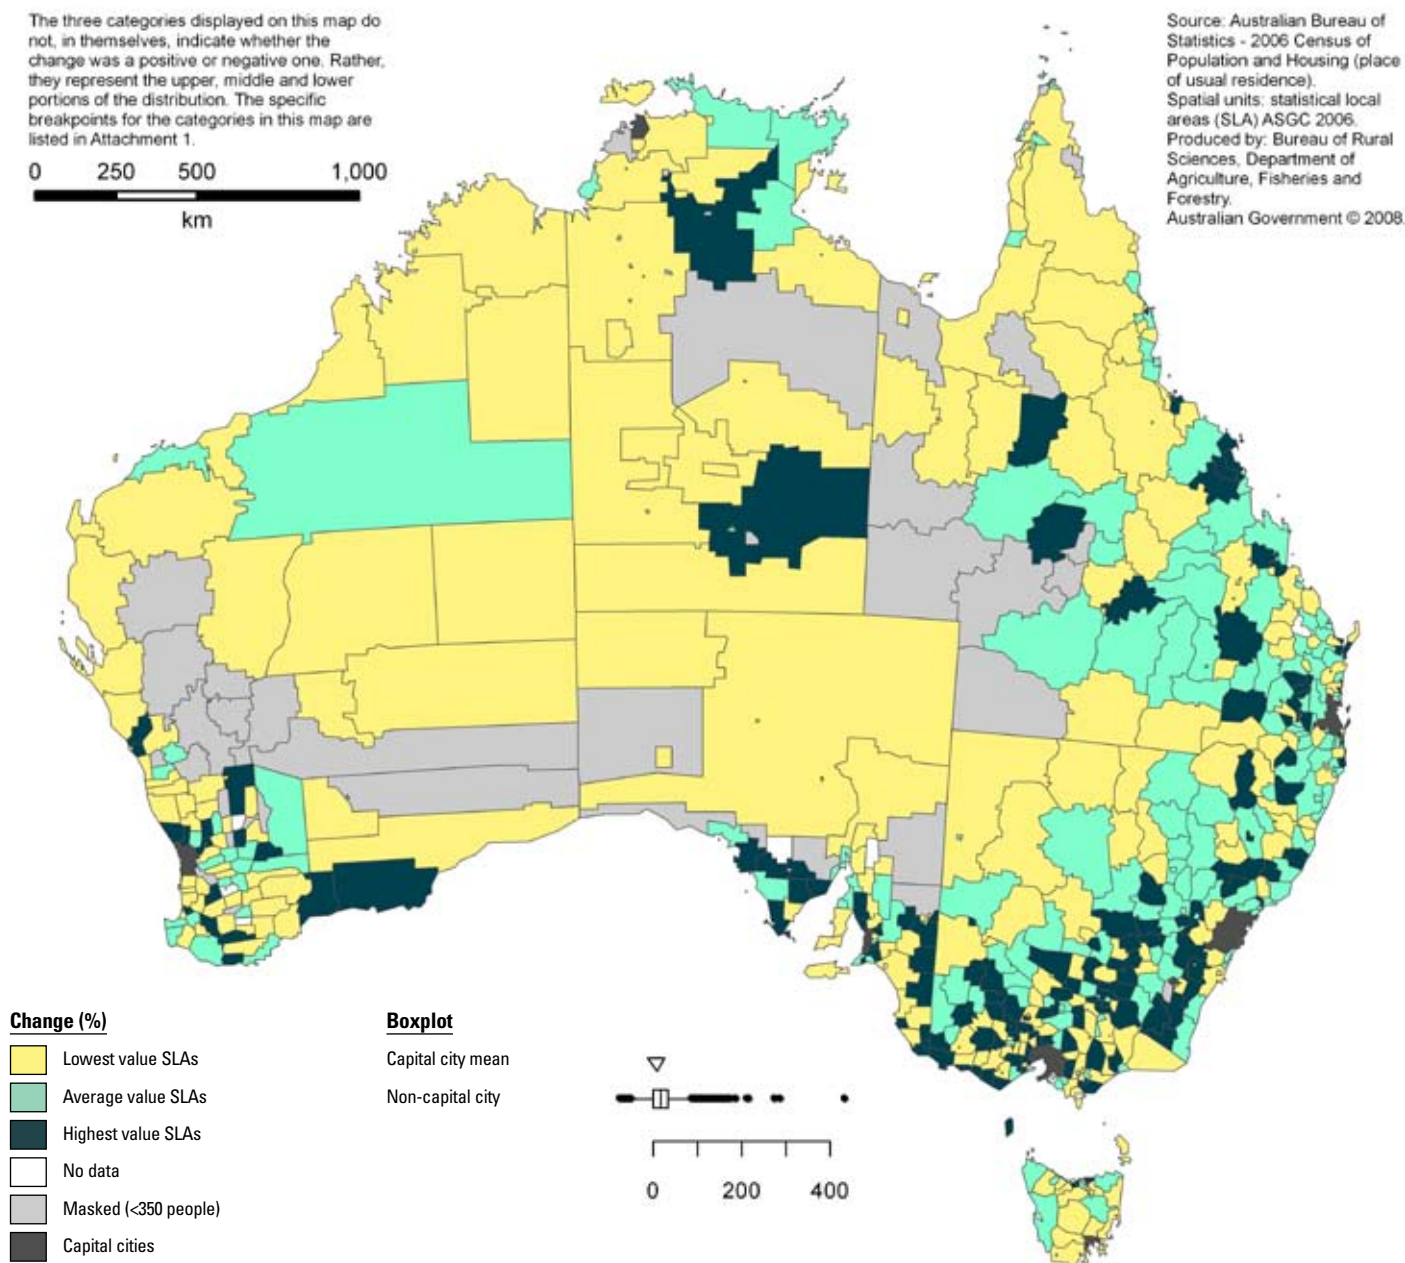 The three categories displayed on this map do
not, in themselves, indicate whether the
change was a positive or negative one. Rather,
they represent the upper, middle and lower
portions of the distribution. The specific
breakpoints for the categories in this map are
listed in Attachment 1.
0 250 500 1,000
km
Source: Australian Bureau of
Statistics - 2006 Census of
Population and Housing (place
of usual residence).
Spatial units: statistical local
areas (SLA) ASGC 2006.
Produced by: Bureau of Rural
Sciences, Department of
Agriculture, Fisheries and
Forestry.
Australian Government © 2008.
Change (%)
Lowest value SLAs
Average value SLAs
Highest value SLAs
No data
Masked (<350 people)
Capital cities
Boxplot
Capital city mean
Non-capital city
0 200 400